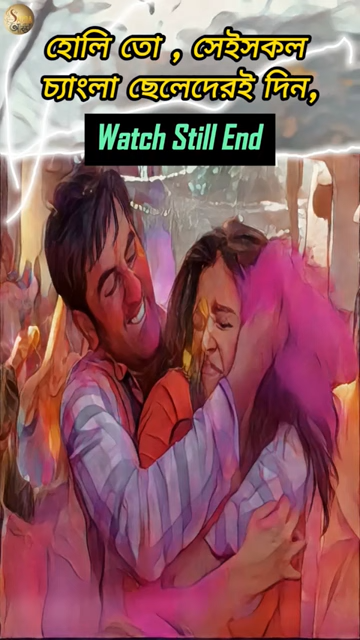 হোলি তো , সেইসকল
চ্যাংলা ছেলেদেরই দিন,
Watch Still End